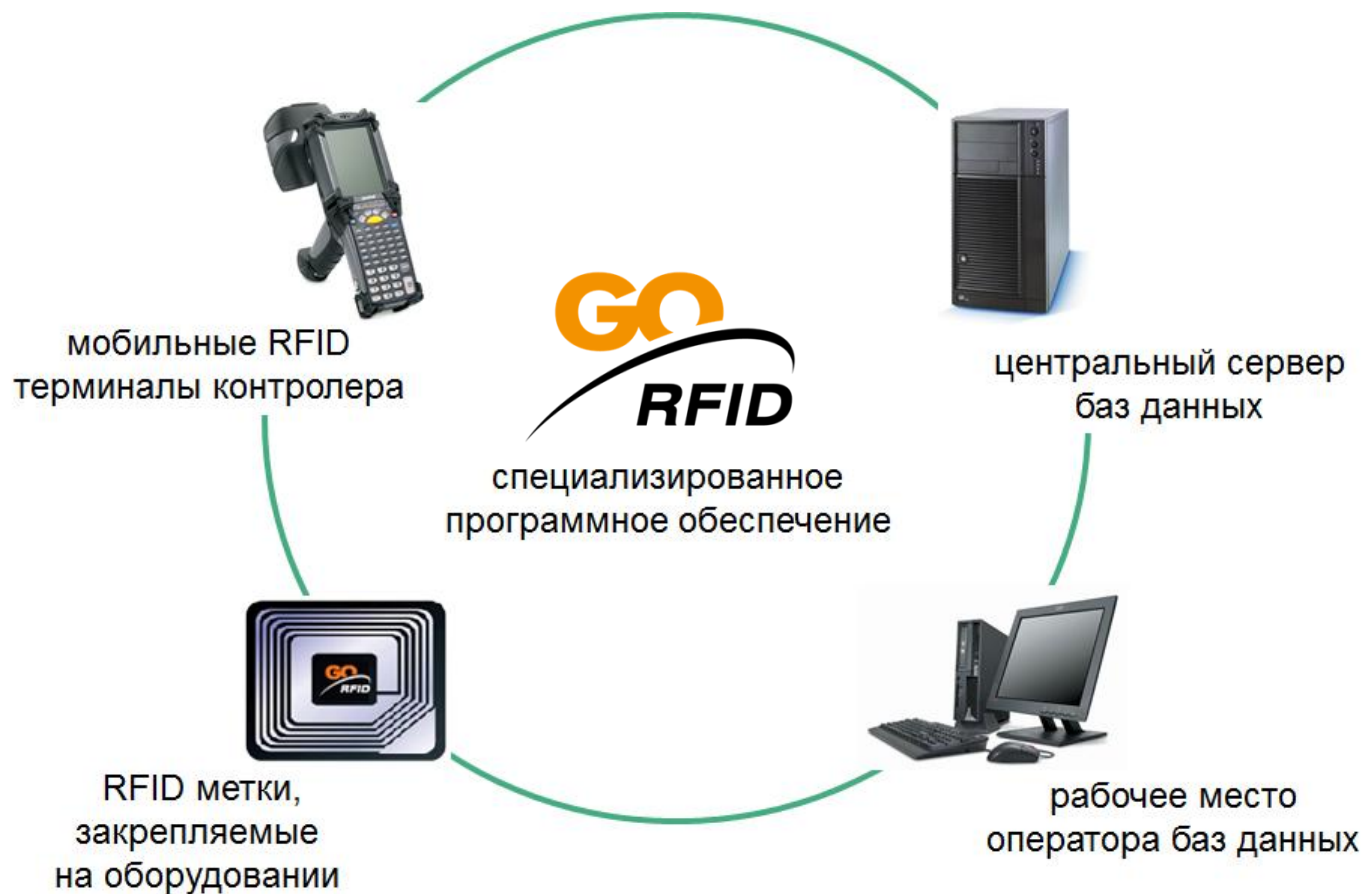 мобильные RFID
терминалы контролера
центральный сервер
баз данных
GO
RFID
специализированное
программное обеспечение
GO
RFID
RFID метки,
закрепляемые
на оборудовании
рабочее место
оператора баз данных